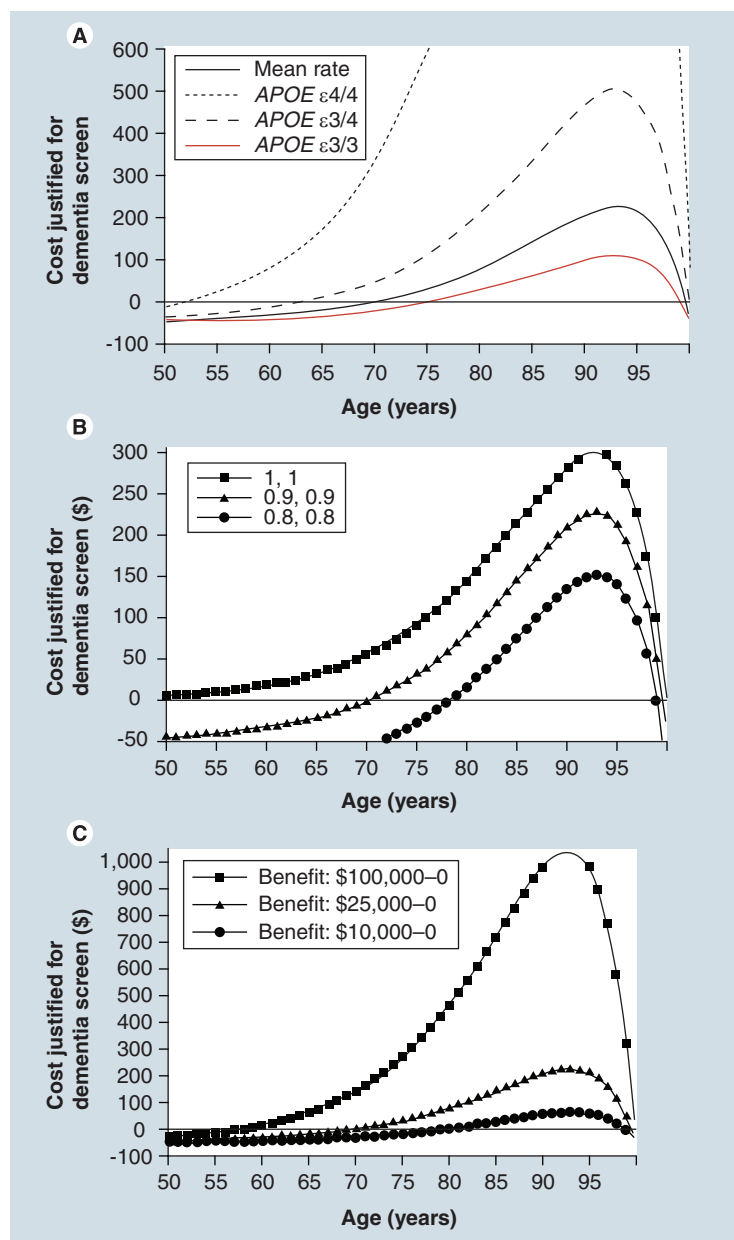 A
Cost justified for
dementia screen
600
500
400
300
200
100
0
-100
Mean rate
APOE ε4/4
APOE ε3/4
APOE ε3/3
50 55 60 65 70 75 80 85 90 95
Age (years)
B
Cost justified for
dementia screen ($)
300
250
200
150
100
50
0
-50
1, 1
0.9, 0.9
0.8, 0.8
50 55 60 65 70 75 80 85 90 95
Age (years)
C
Cost justified for
dementia screen ($)
1,000
900
800
700
600
500
400
300
200
100
0
-100
Benefit: $100,000–0
Benefit: $25,000–0
Benefit: $10,000–0
50 55 60 65 70 75 80 85 90 95
Age (years)